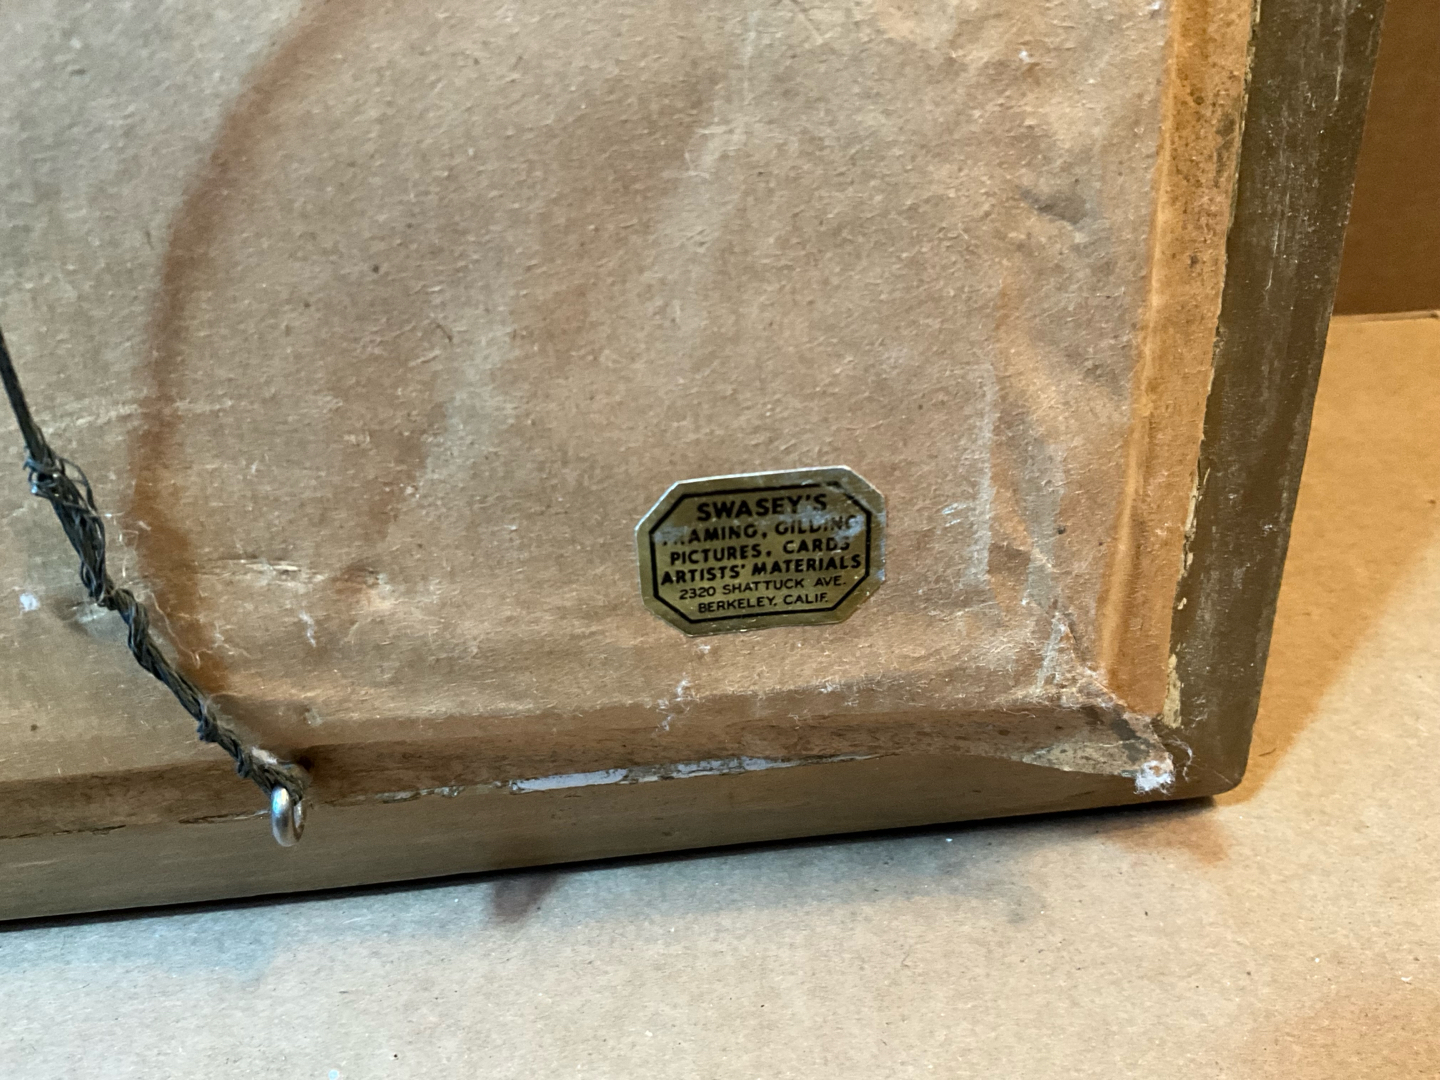 SWASEY'S
FRAMING, GILDING
PICTURES, CARDS
ARTISTS' MATERIALS
2320 SHATTUCK AVE.
BERKELEY, CALIF.